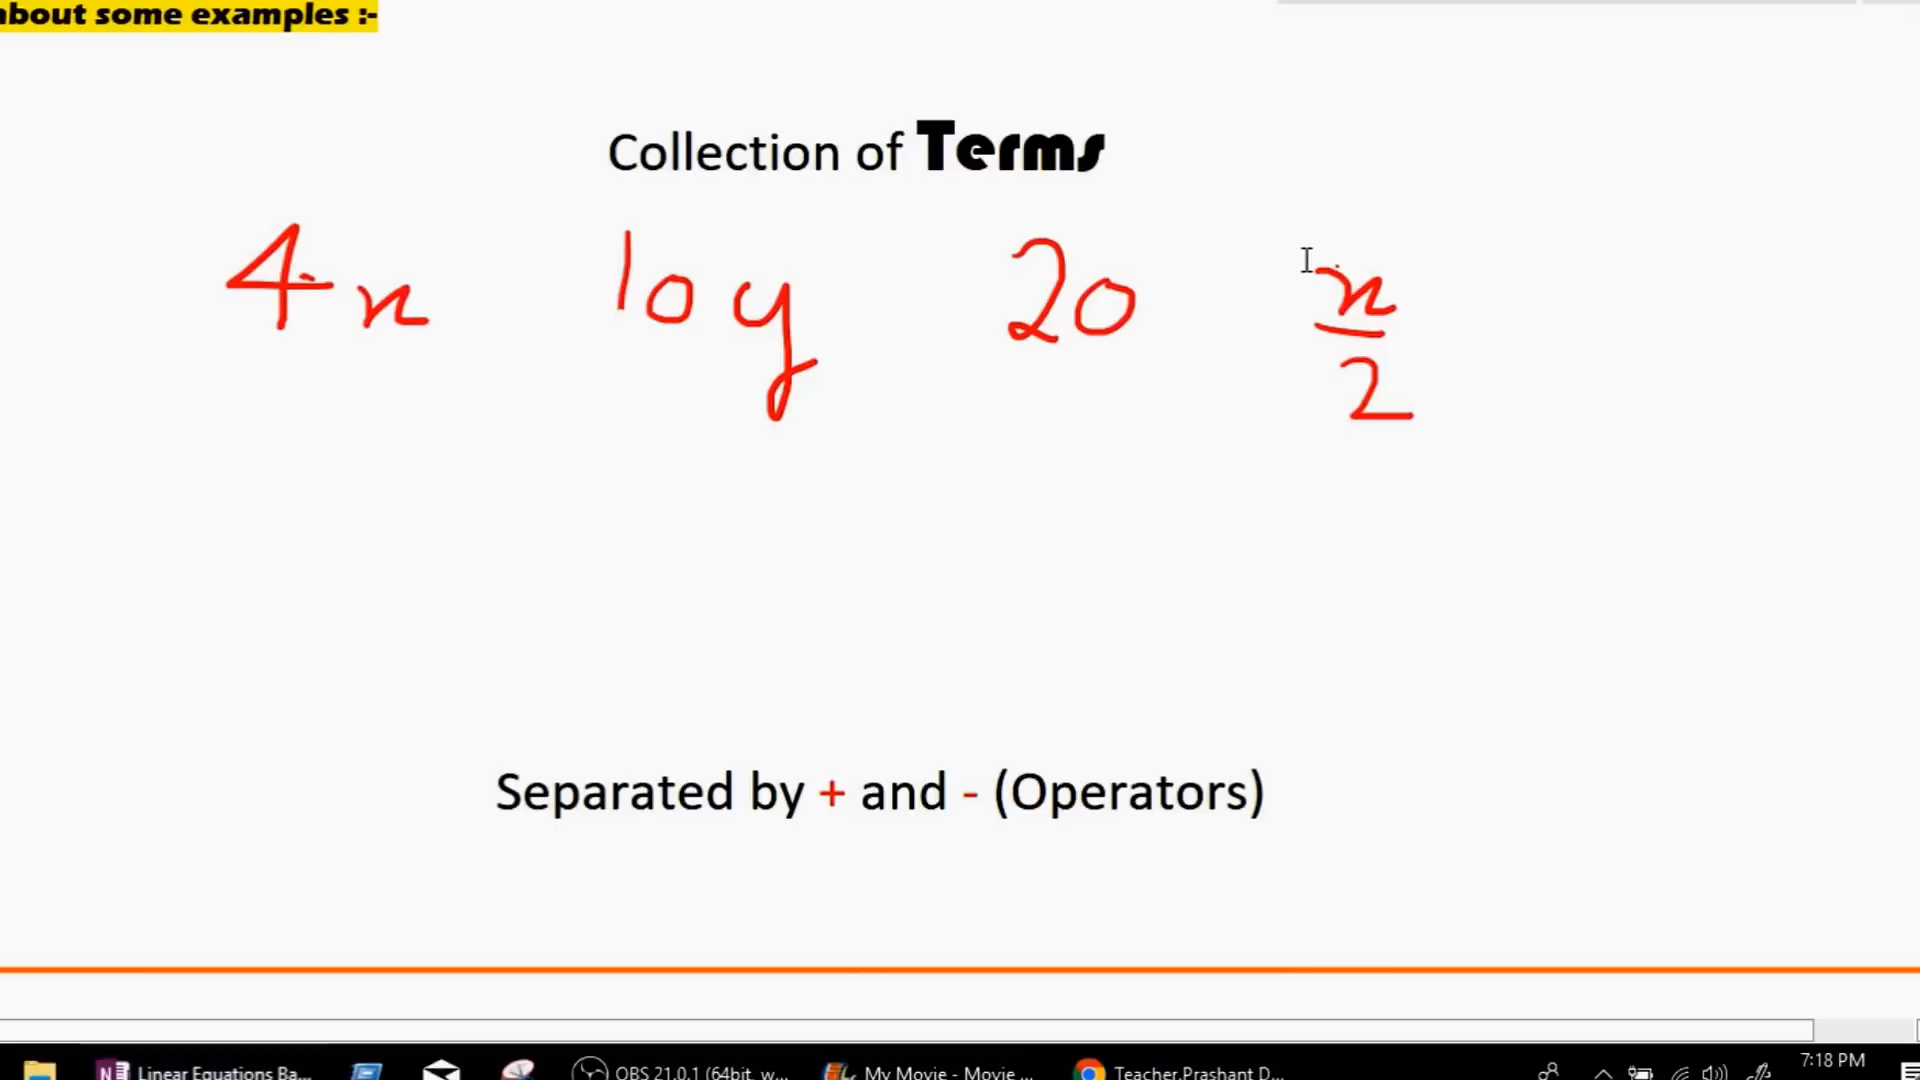 about some examples :-
Collection of Terms
4x 10y 20 x/2
Separated by + and - (Operators)
Linear Equations Ba... OBS 21.0.1 (64bit, w... My Movie - Movie ... Teacher.Prashant D... 7:18 PM